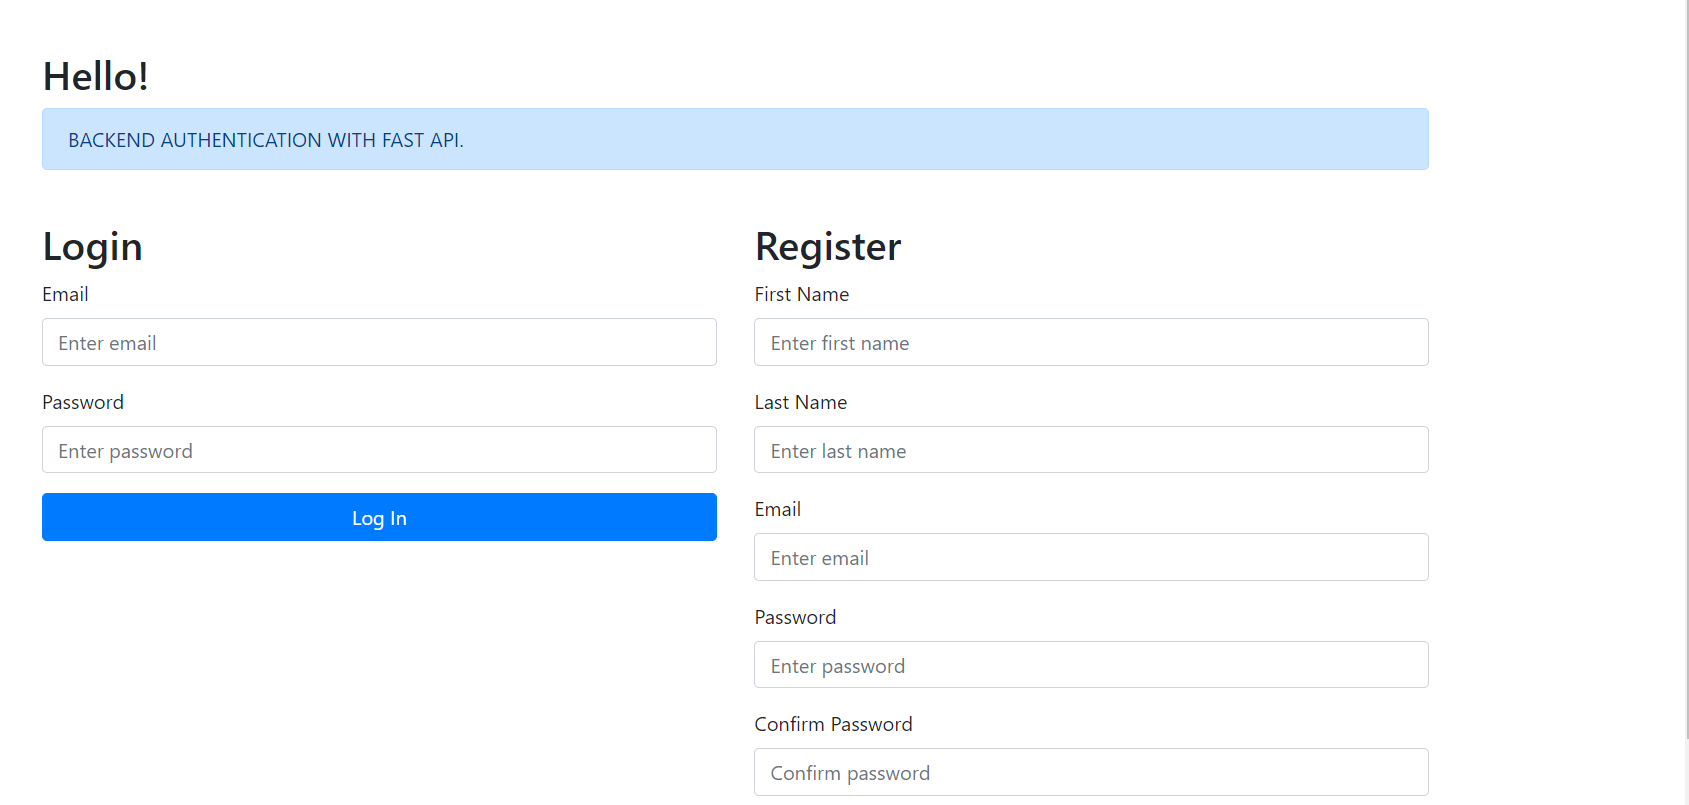 Hello!
BACKEND AUTHENTICATION WITH FAST API.
Login
Email
Enter email
Password
Enter password
Log In
Register
First Name
Enter first name
Last Name
Enter last name
Email
Enter email
Password
Enter password
Confirm Password
Confirm password